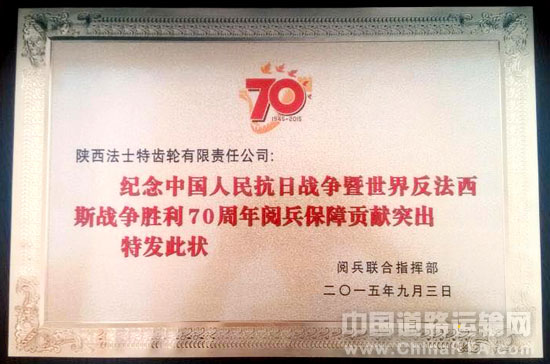 70
1945-2015
陕西法士特齿轮有限责任公司:
纪念中国人民抗日战争暨世界反法西
斯战争胜利70周年阅兵保障贡献突出
特发此状
阅兵联合指挥部
二〇一五年九月三日
中国道路运输网
www.ChinaRTA.com